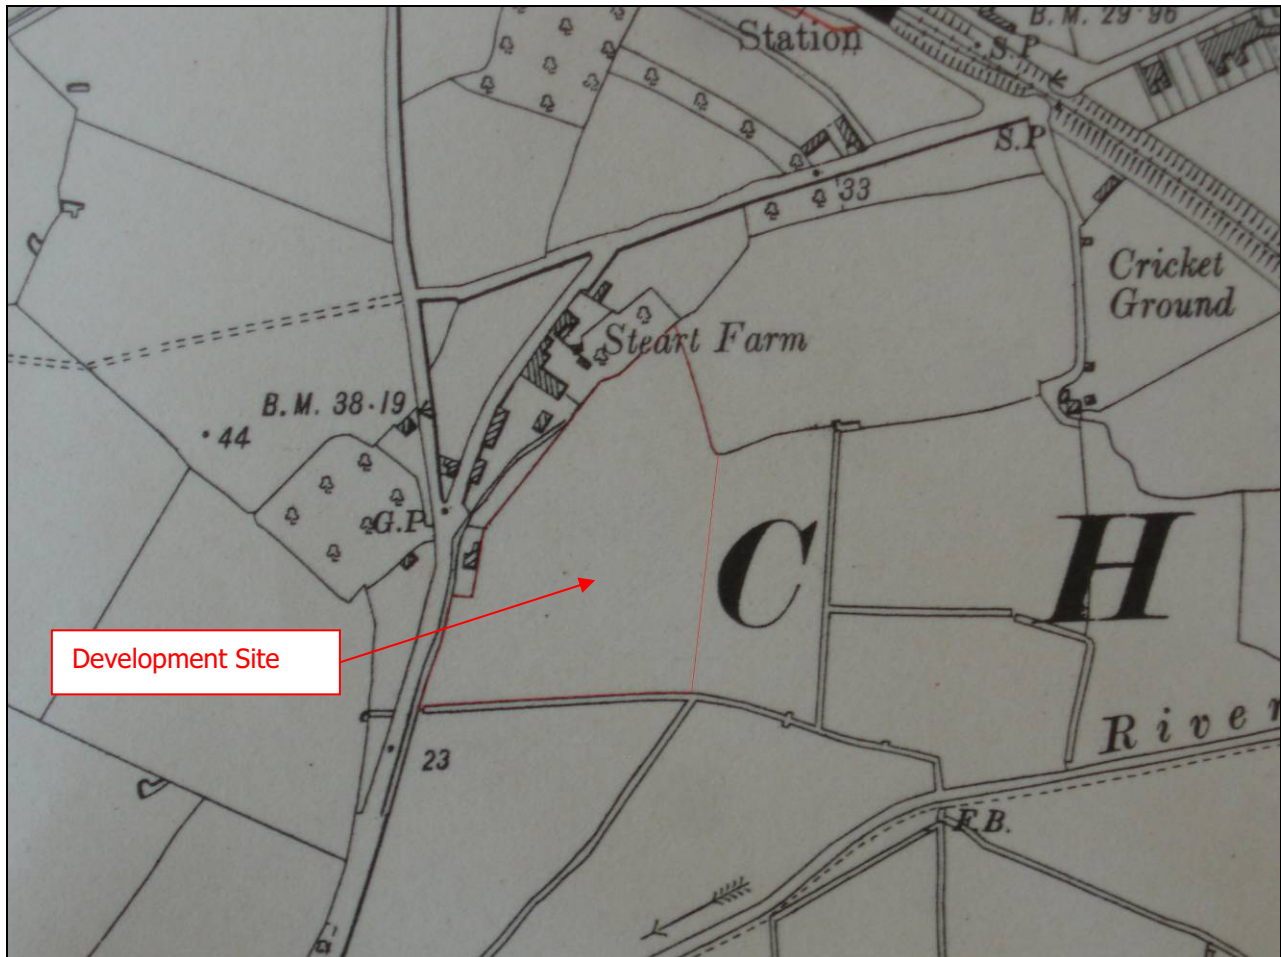 B.M. 29·96
Station
S.P
S.P
33
Cricket
Ground
Steart Farm
B.M. 38·19
44
G.P
C H
Development Site
River
23
F.B.